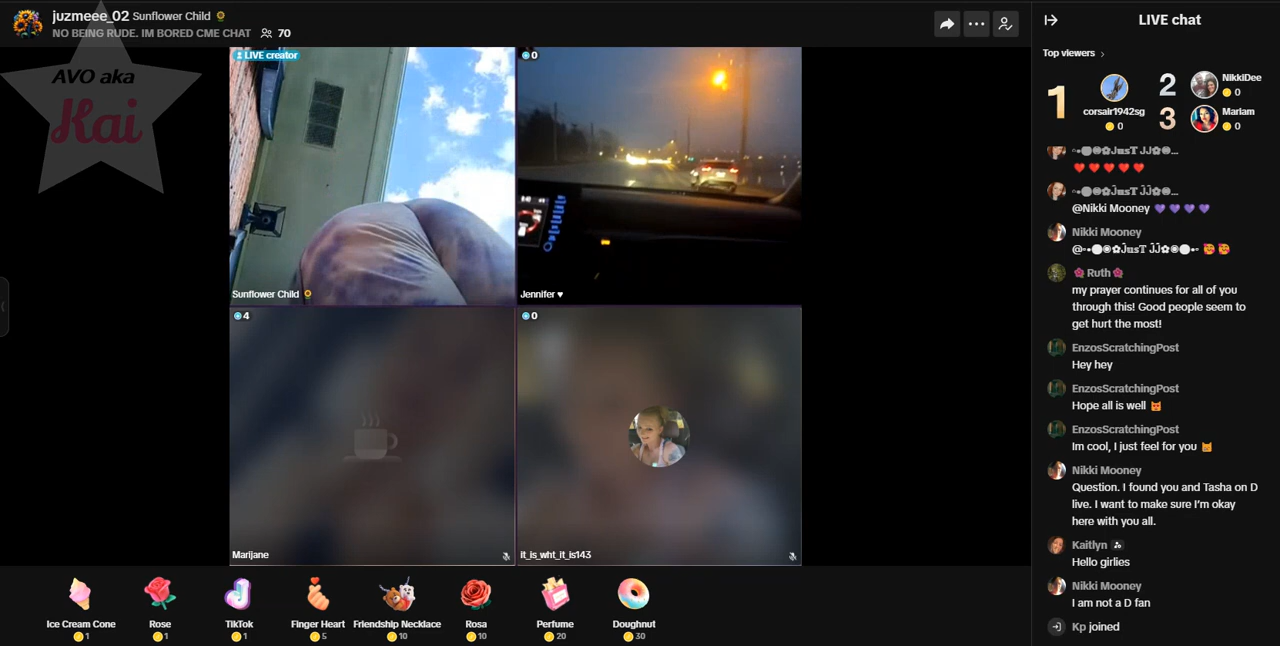 juzmeee_02 Sunflower Child
NO BEING RUDE. IM BORED CME CHAT 70
AVO aka
Kai
LIVE creator
0
Sunflower Child
Jennifer ♥
4
0
Marijane
it_is_wht_it_is143
Ice Cream Cone
1
Rose
1
TikTok
1
Finger Heart
5
Friendship Necklace
10
Rosa
10
Perfume
20
Doughnut
30
LIVE chat
Top viewers >
1
corsair1942sg
0
2
NikkiDee
0
3
Mariam
0
JusT JJ✿...
❤️❤️❤️❤️❤️
JusT JJ✿...
@Nikki Mooney 💜💜💜💜
Nikki Mooney
@ JusT JJ✿ 🥰🥰
🌺Ruth🌺
my prayer continues for all of you
through this! Good people seem to
get hurt the most!
EnzosScratchingPost
Hey hey
EnzosScratchingPost
Hope all is well
EnzosScratchingPost
Im cool, I just feel for you
Nikki Mooney
Question. I found you and Tasha on D
live. I want to make sure I'm okay
here with you all.
Kaitlyn
Hello girlies
Nikki Mooney
I am not a D fan
Kp joined